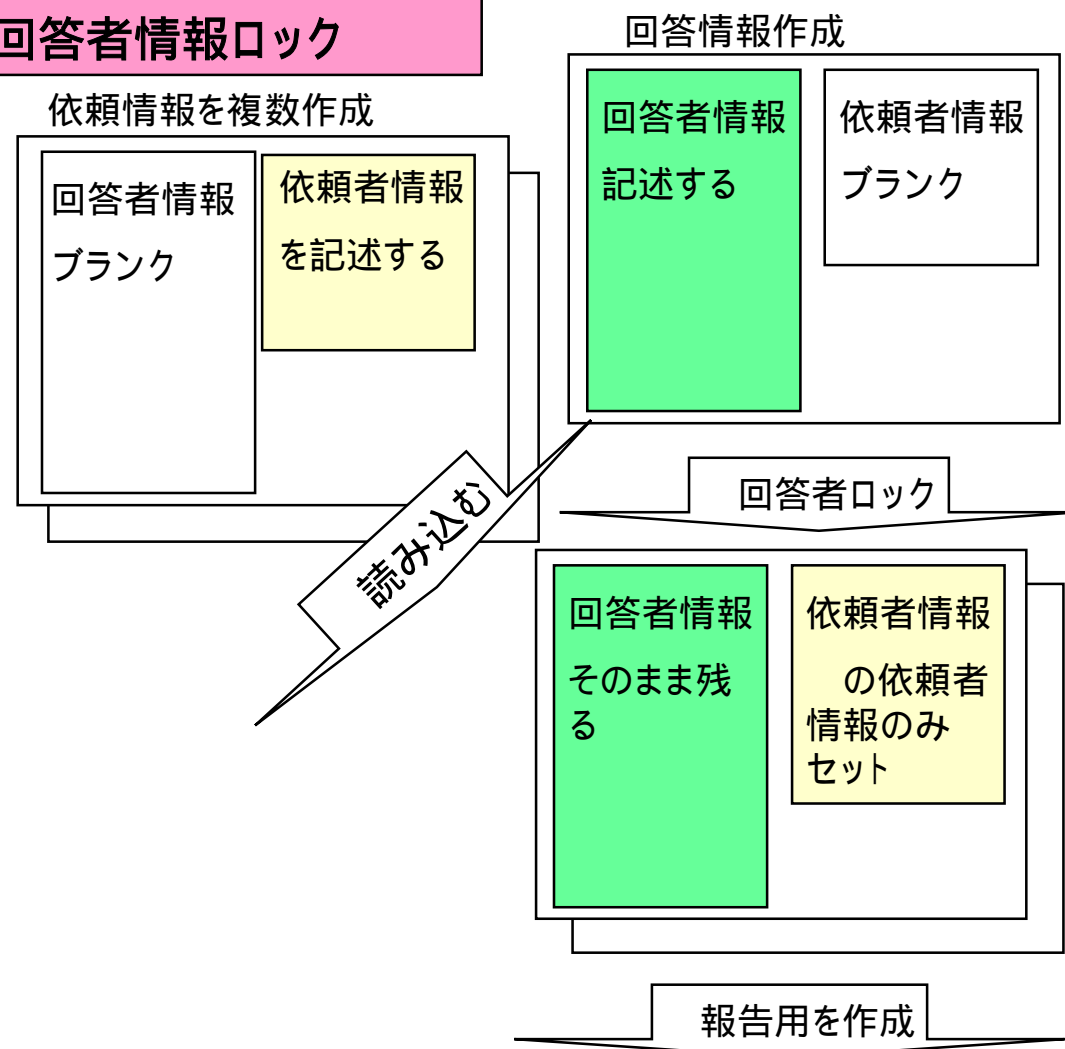 回答者情報ロック
依頼情報を複数作成
回答者情報
ブランク
依頼者情報
を記述する
回答情報作成
回答者情報
記述する
依頼者情報
ブランク
読み込む
回答者ロック
回答者情報
そのまま残
る
依頼者情報
の依頼者
情報のみ
セット
報告用を作成